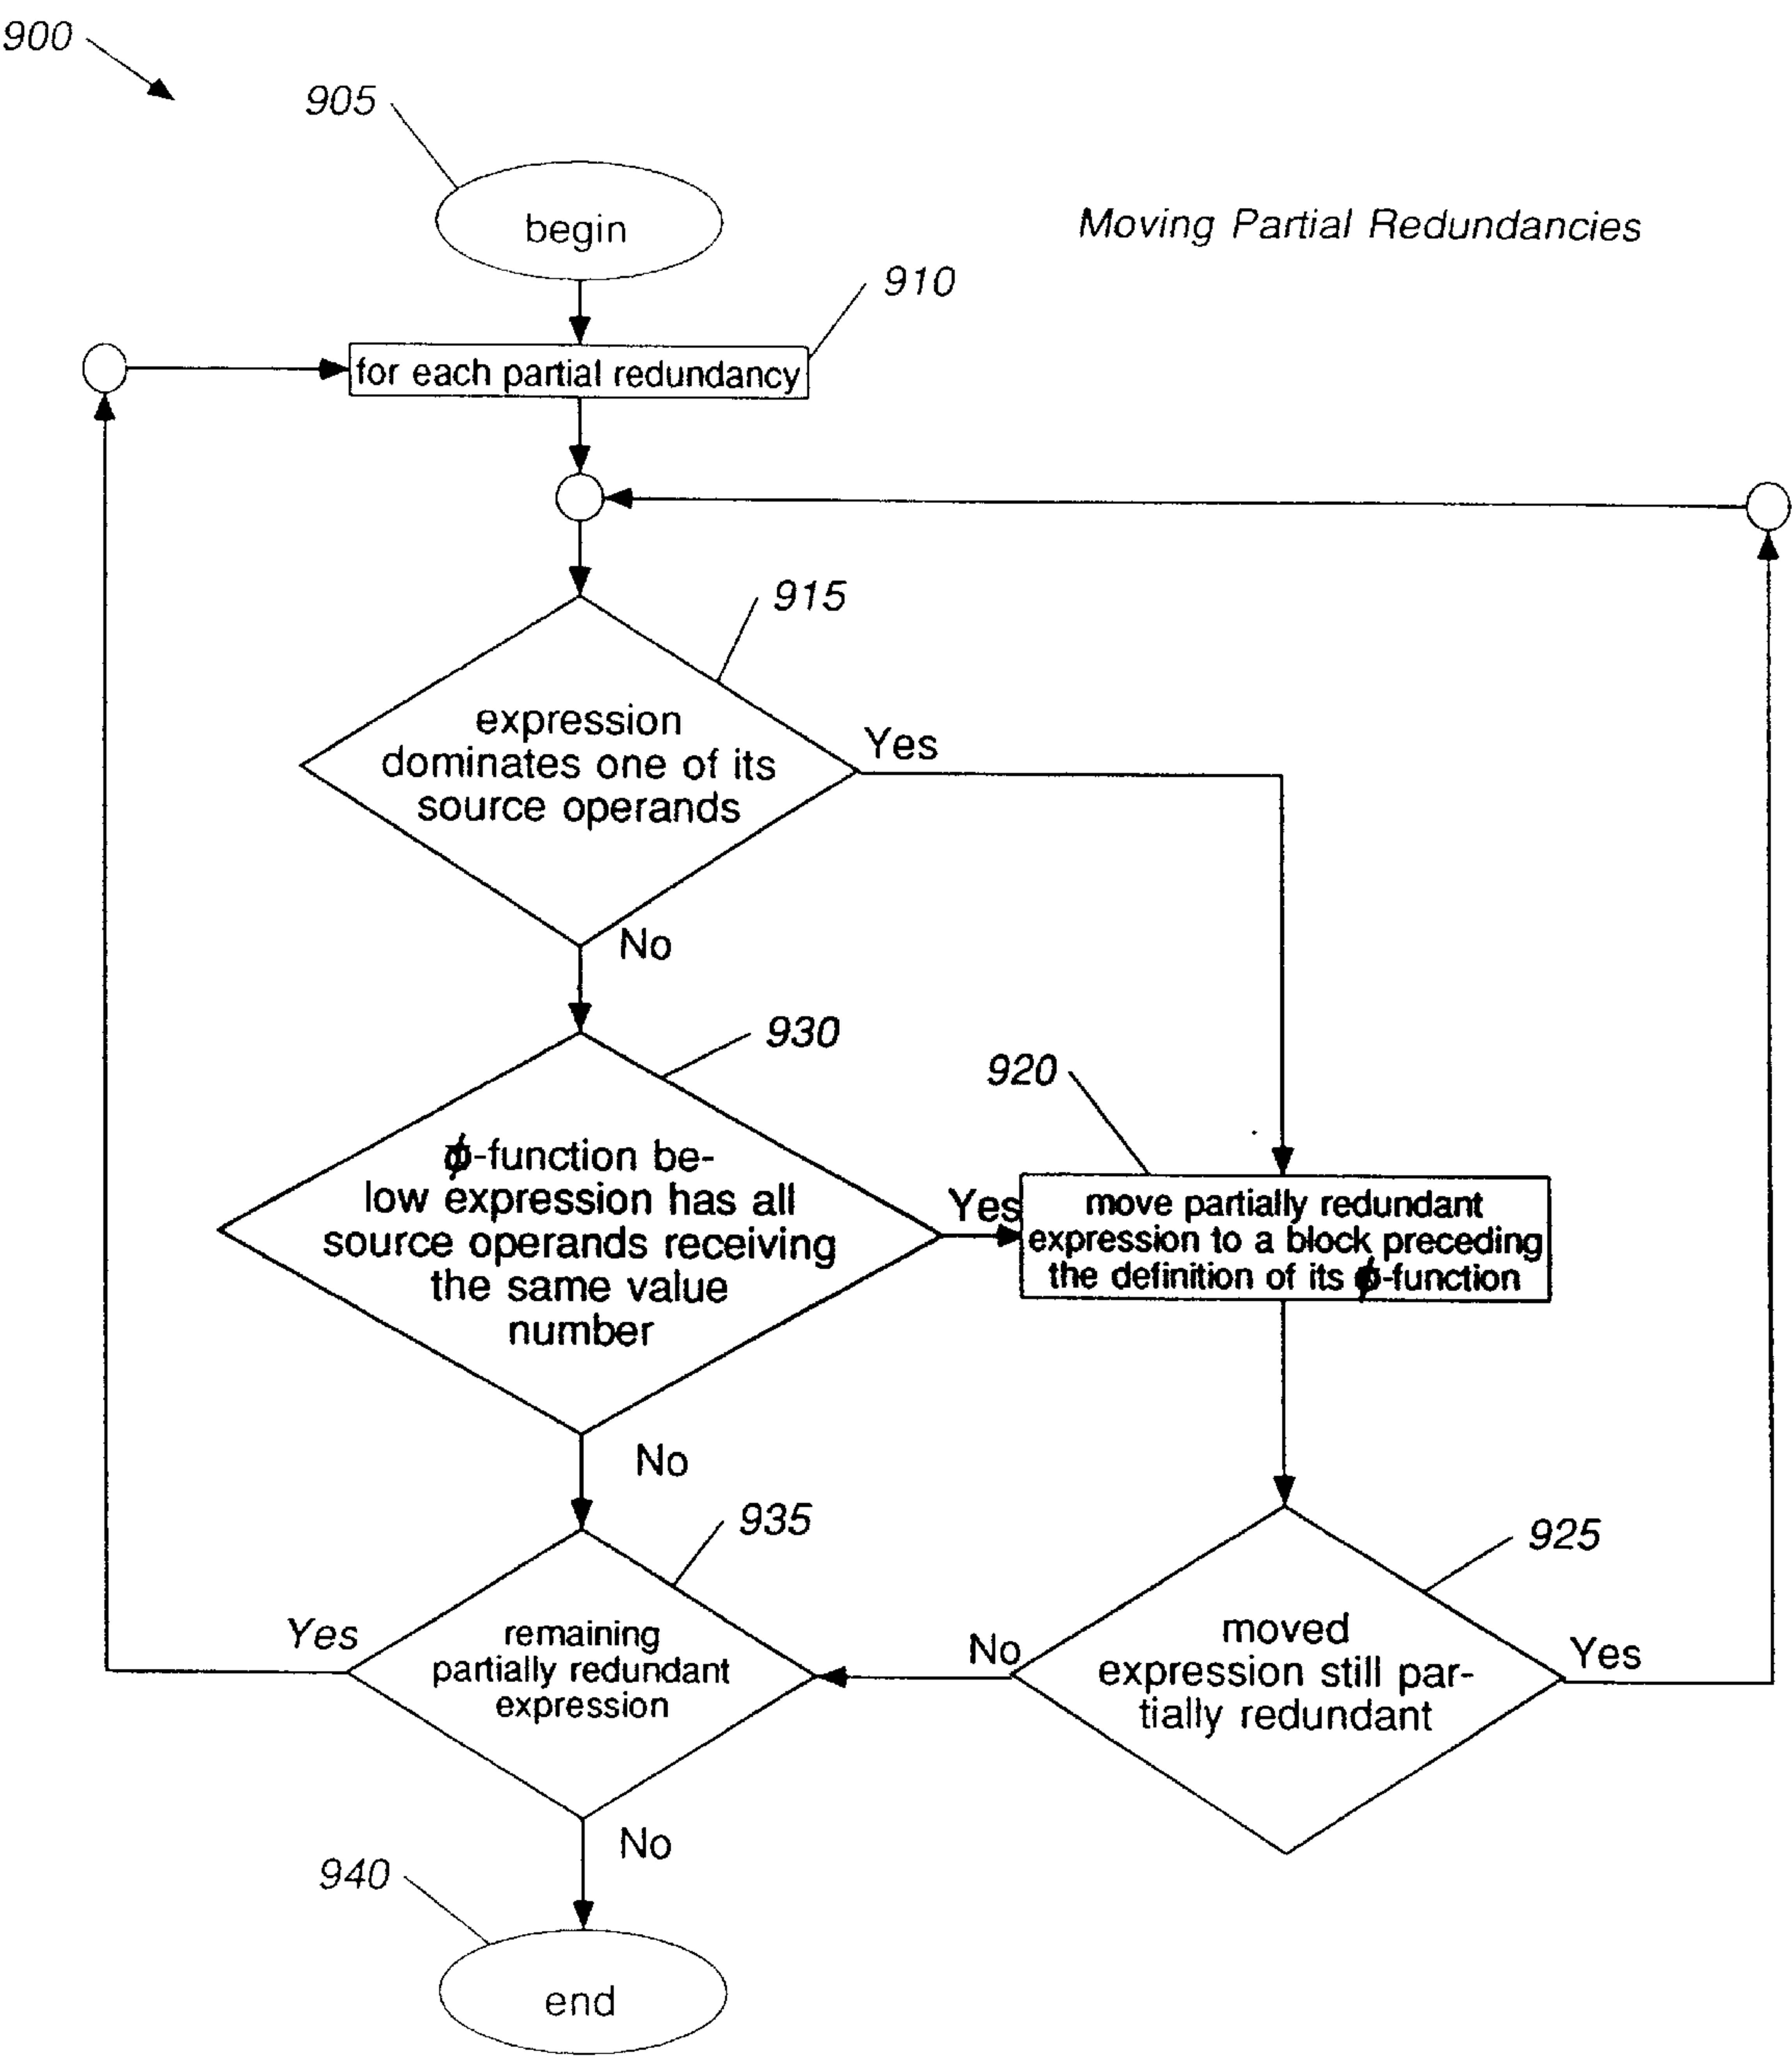 900
905
begin
Moving Partial Redundancies
910
for each partial redundancy
915
expression
dominates one of its
source operands
Yes
No
930
920
ϕ-function be-
low expression has all
source operands receiving
the same value
number
Yes
move partially redundant
expression to a block preceding
the definition of its ϕ-function
No
935
925
Yes
remaining
partially redundant
expression
No
moved
expression still par-
tially redundant
Yes
No
940
end